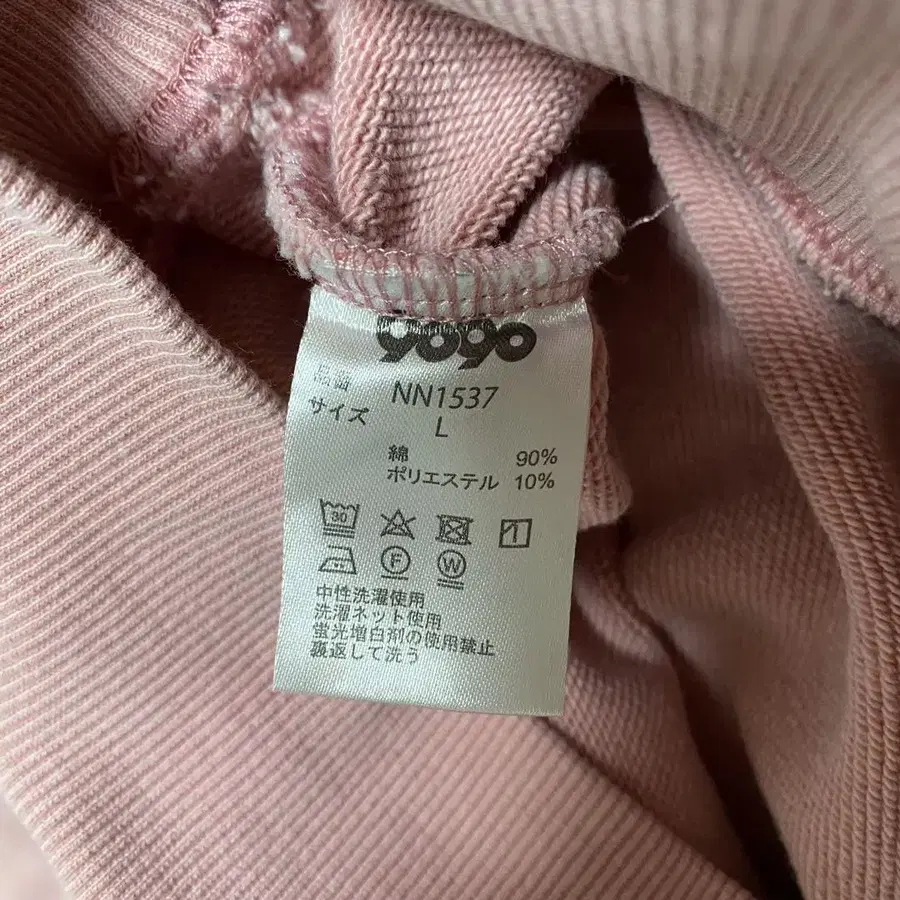 9090
品番 NN1537
サイズ L
綿 90%
ポリエステル 10%
30
F W
中性洗濯使用
洗濯ネット使用
蛍光増白剤の使用禁止
裏返して洗う